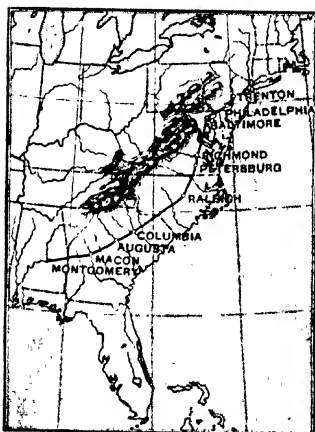 TRENTON
PHILADELPHIA
BALTIMORE
RICHMOND
PETERSBURG
RALEIGH
COLUMBIA
AUGUSTA
MACON
MONTGOMERY